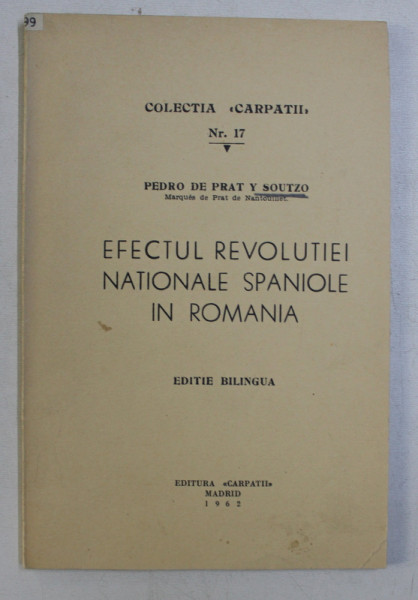 99
COLECTIA «CARPATII»
Nr. 17
PEDRO DE PRAT Y SOUTZO
Marqués de Prat de Nantouillet.
EFECTUL REVOLUTIEI
NATIONALE SPANIOLE
IN ROMANIA
EDITIE BILINGUA
EDITURA «CARPATII»
MADRID
1962